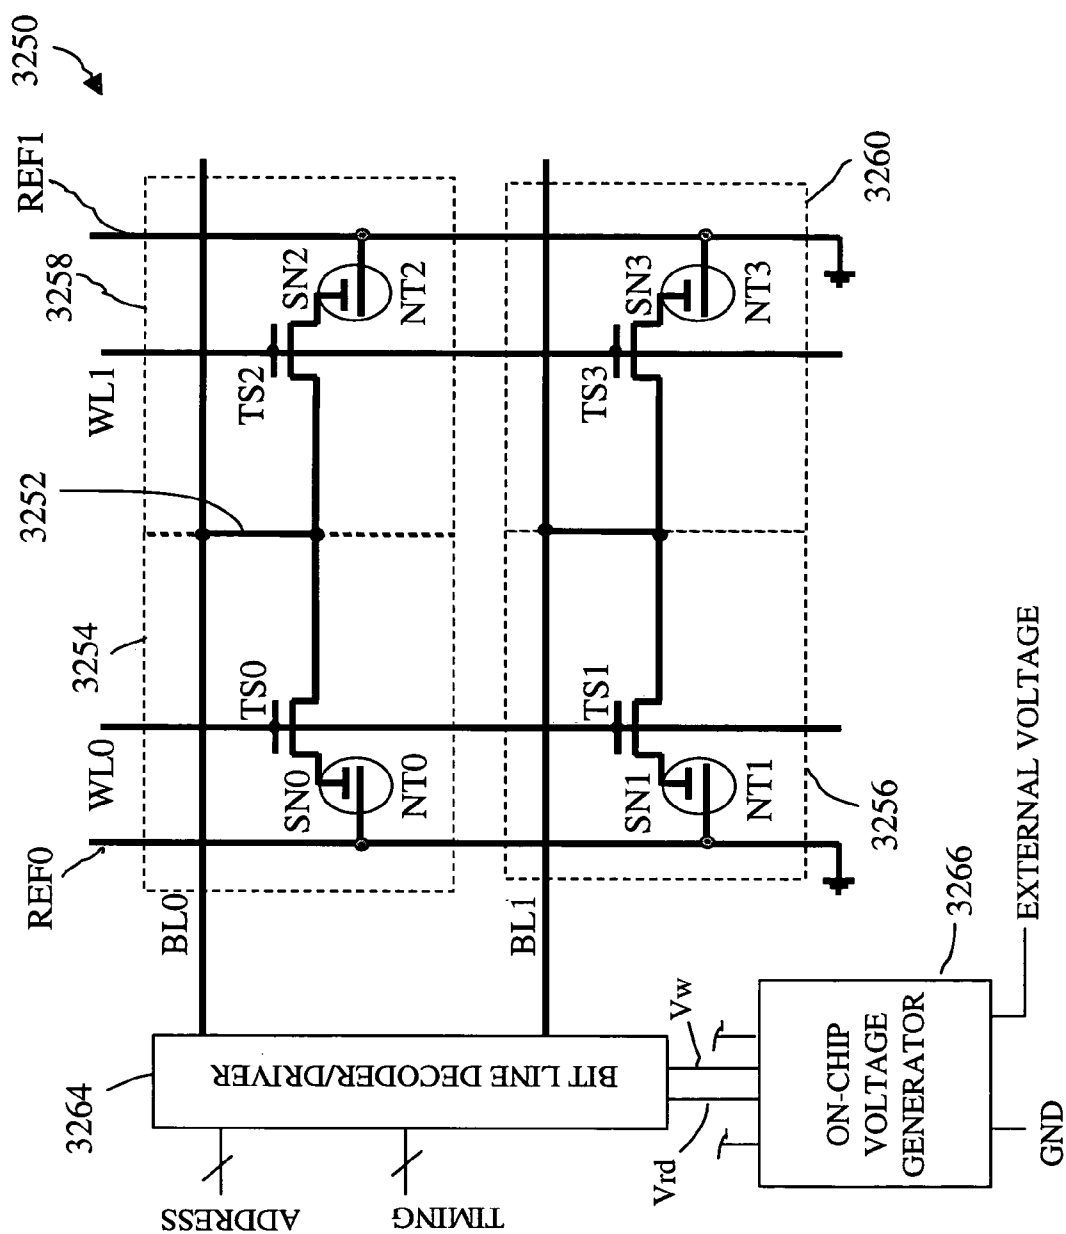 3250
REF1
3258
WL1
3252
3254
WL0
REF0
BL0
BL1
TS2
SN2
NT2
TS0
SN0
NT0
TS3
SN3
NT3
TS1
SN1
NT1
3260
3256
3264
BIT LINE DECODER/DRIVER
ADDRESS
TIMING
Vw
Vrd
ON-CHIP
VOLTAGE
GENERATOR
3266
EXTERNAL VOLTAGE
GND